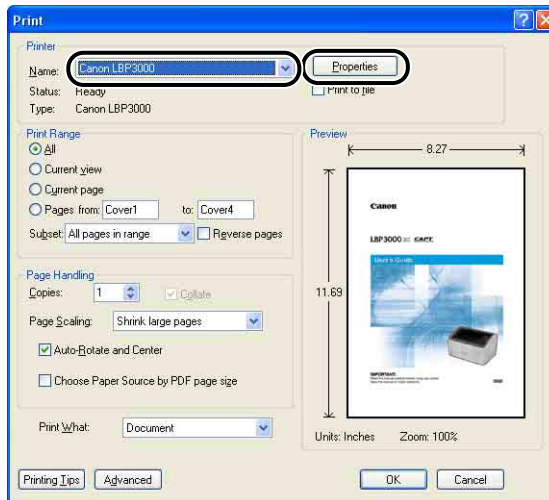 Print
Printer
Name: Canon LBP3000 Properties
Status: Ready Print to file
Type: Canon LBP3000
Print Range
All
Current view
Current page
Pages from: Cover1 to: Cover4
Subset: All pages in range Reverse pages
Page Handling
Copies: 1 Collate
Page Scaling: Shrink large pages
Auto-Rotate and Center
Choose Paper Source by PDF page size
Print What: Document
Preview
8.27
11.69
Canon
LBP3000 CAPT
User's Guide
IMPORTANT:
Units: Inches Zoom: 100%
Printing Tips Advanced OK Cancel